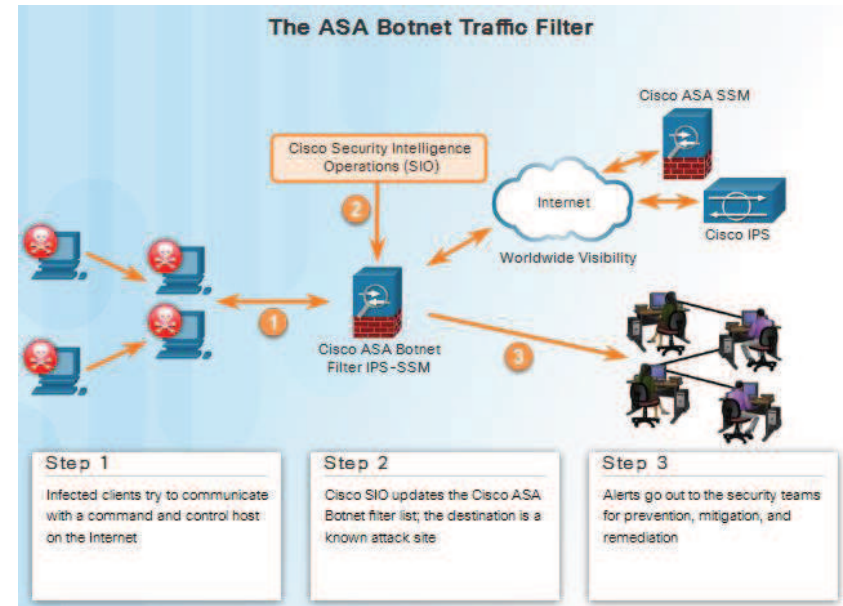 The ASA Botnet Traffic Filter
Cisco ASA SSM
Cisco Security Intelligence
Operations (SIO)
2
Internet
Cisco IPS
Worldwide Visibility
1
3
Cisco ASA Botnet
Filter IPS-SSM
Step 1
Infected clients try to communicate
with a command and control host
on the Internet
Step 2
Cisco SIO updates the Cisco ASA
Botnet filter list; the destination is a
known attack site
Step 3
Alerts go out to the security teams
for prevention, mitigation, and
remediation